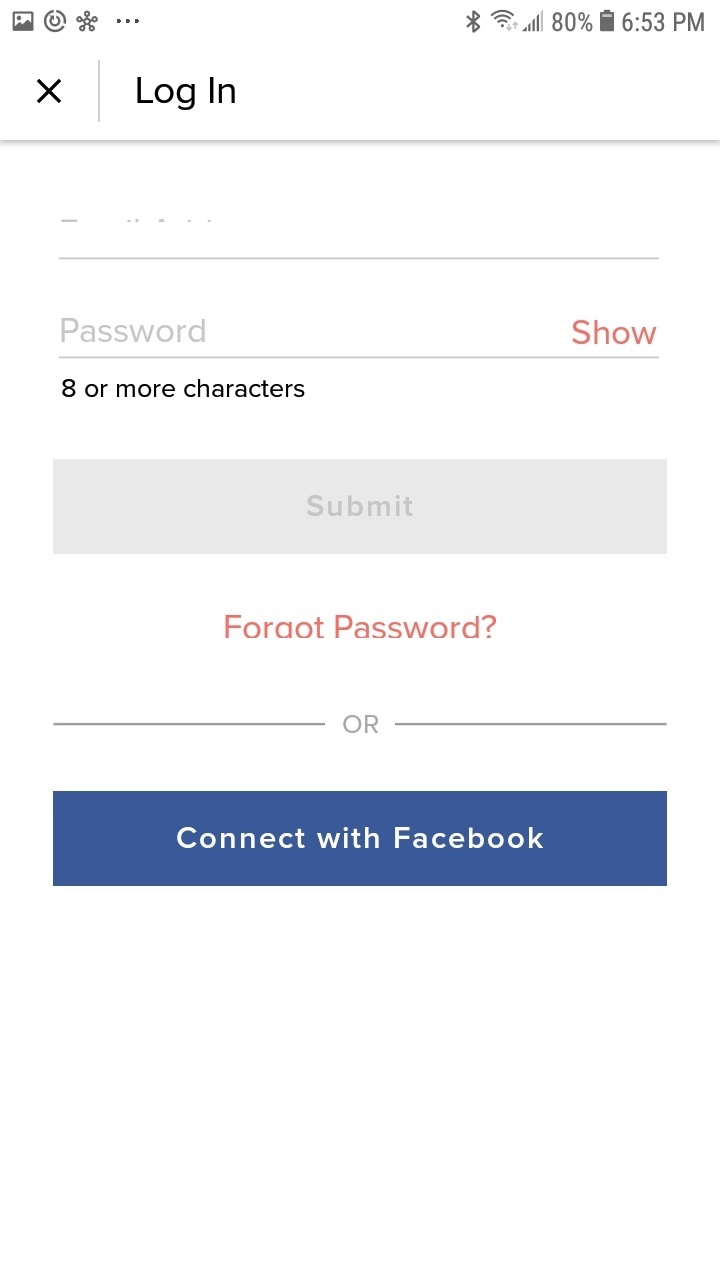 80% 6:53 PM
Log In
Password
Show
8 or more characters
Submit
Forgot Password?
OR
Connect with Facebook